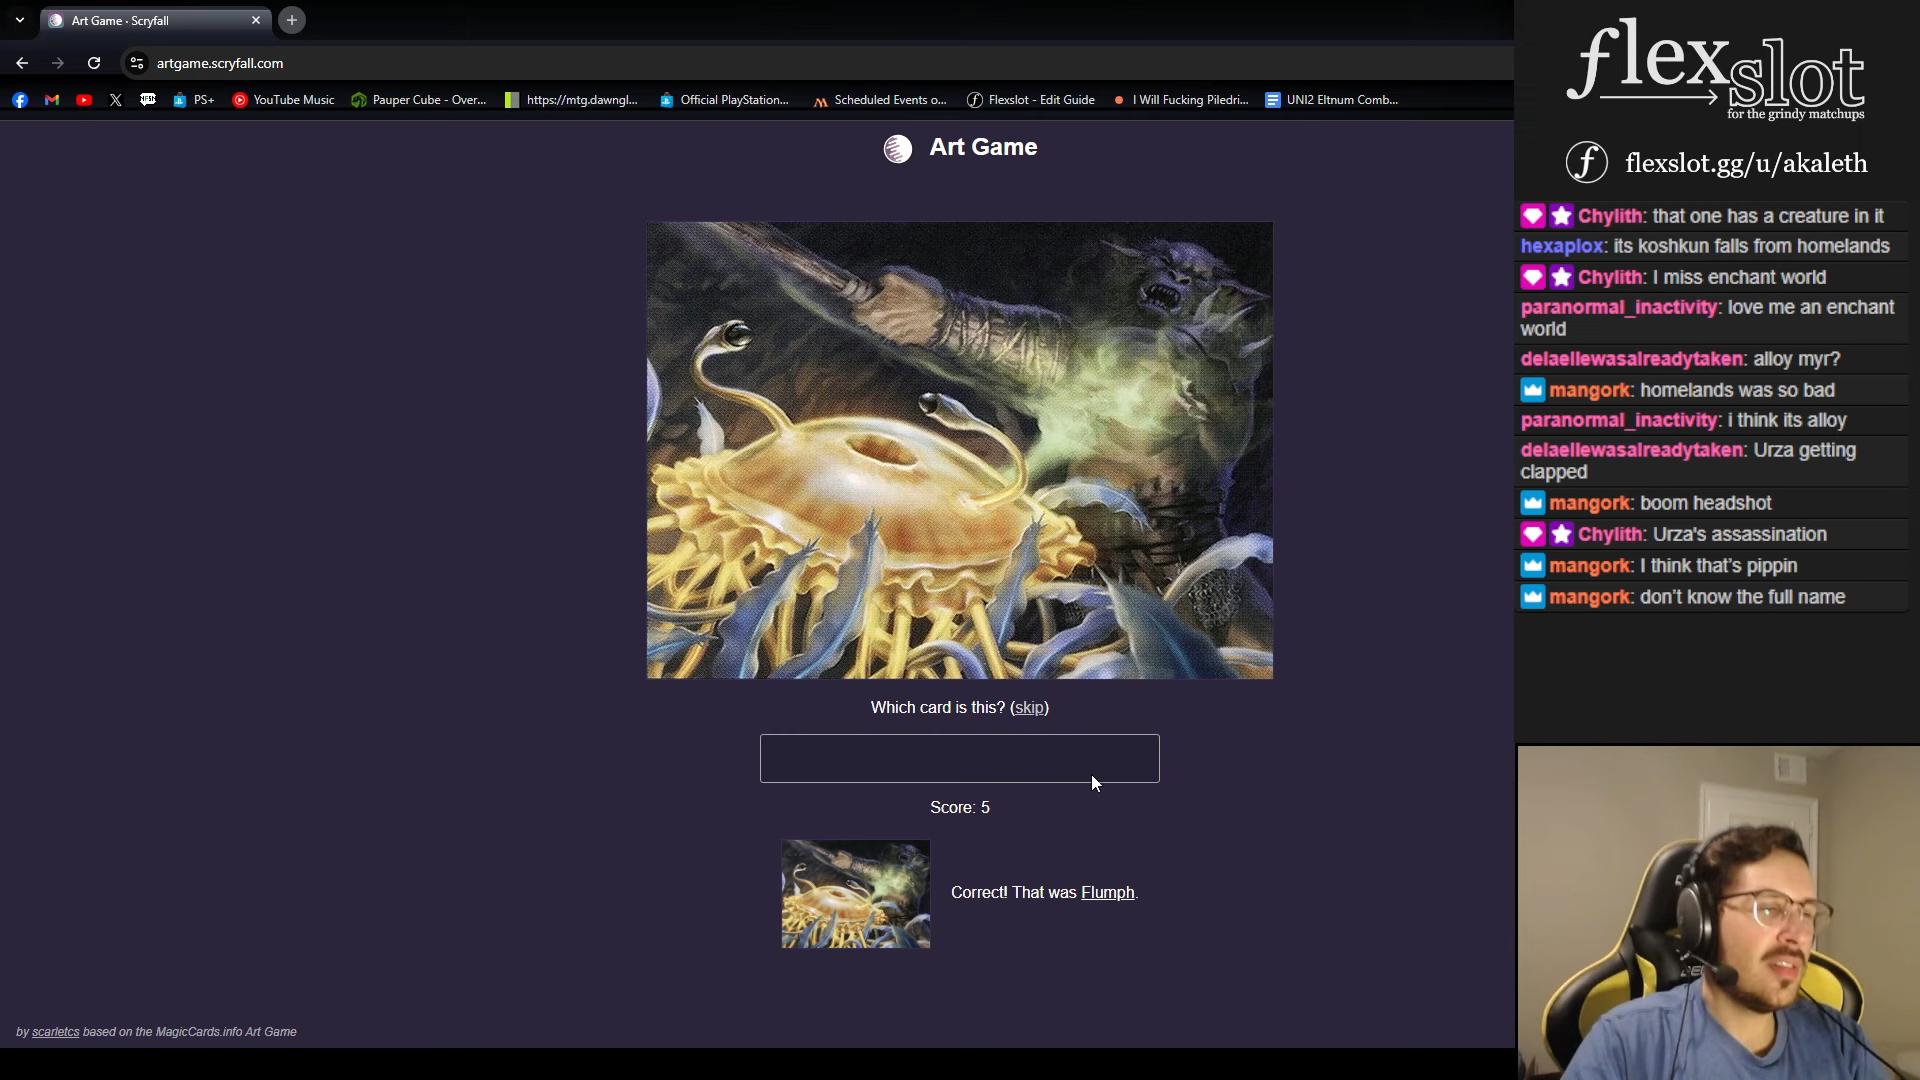 Art Game · Scryfall
artgame.scryfall.com
PS+
YouTube Music
Pauper Cube - Over...
https://mtg.dawngl...
Official PlayStation...
Scheduled Events o...
Flexslot - Edit Guide
I Will Fucking Piledri...
UNI2 Eltnum Comb...
Art Game
Which card is this? (skip)
Score: 5
Correct! That was Flumph.
by scarletcs based on the MagicCards.info Art Game
flexslot
for the grindy matchups
f flexslot.gg/u/akaleth
Chylith: that one has a creature in it
hexaplox: its koshkun falls from homelands
Chylith: I miss enchant world
paranormal_inactivity: love me an enchant
world
delaellewasalreadytaken: alloy myr?
mangork: homelands was so bad
paranormal_inactivity: i think its alloy
delaellewasalreadytaken: Urza getting
clapped
mangork: boom headshot
Chylith: Urza's assassination
mangork: I think that's pippin
mangork: don't know the full name